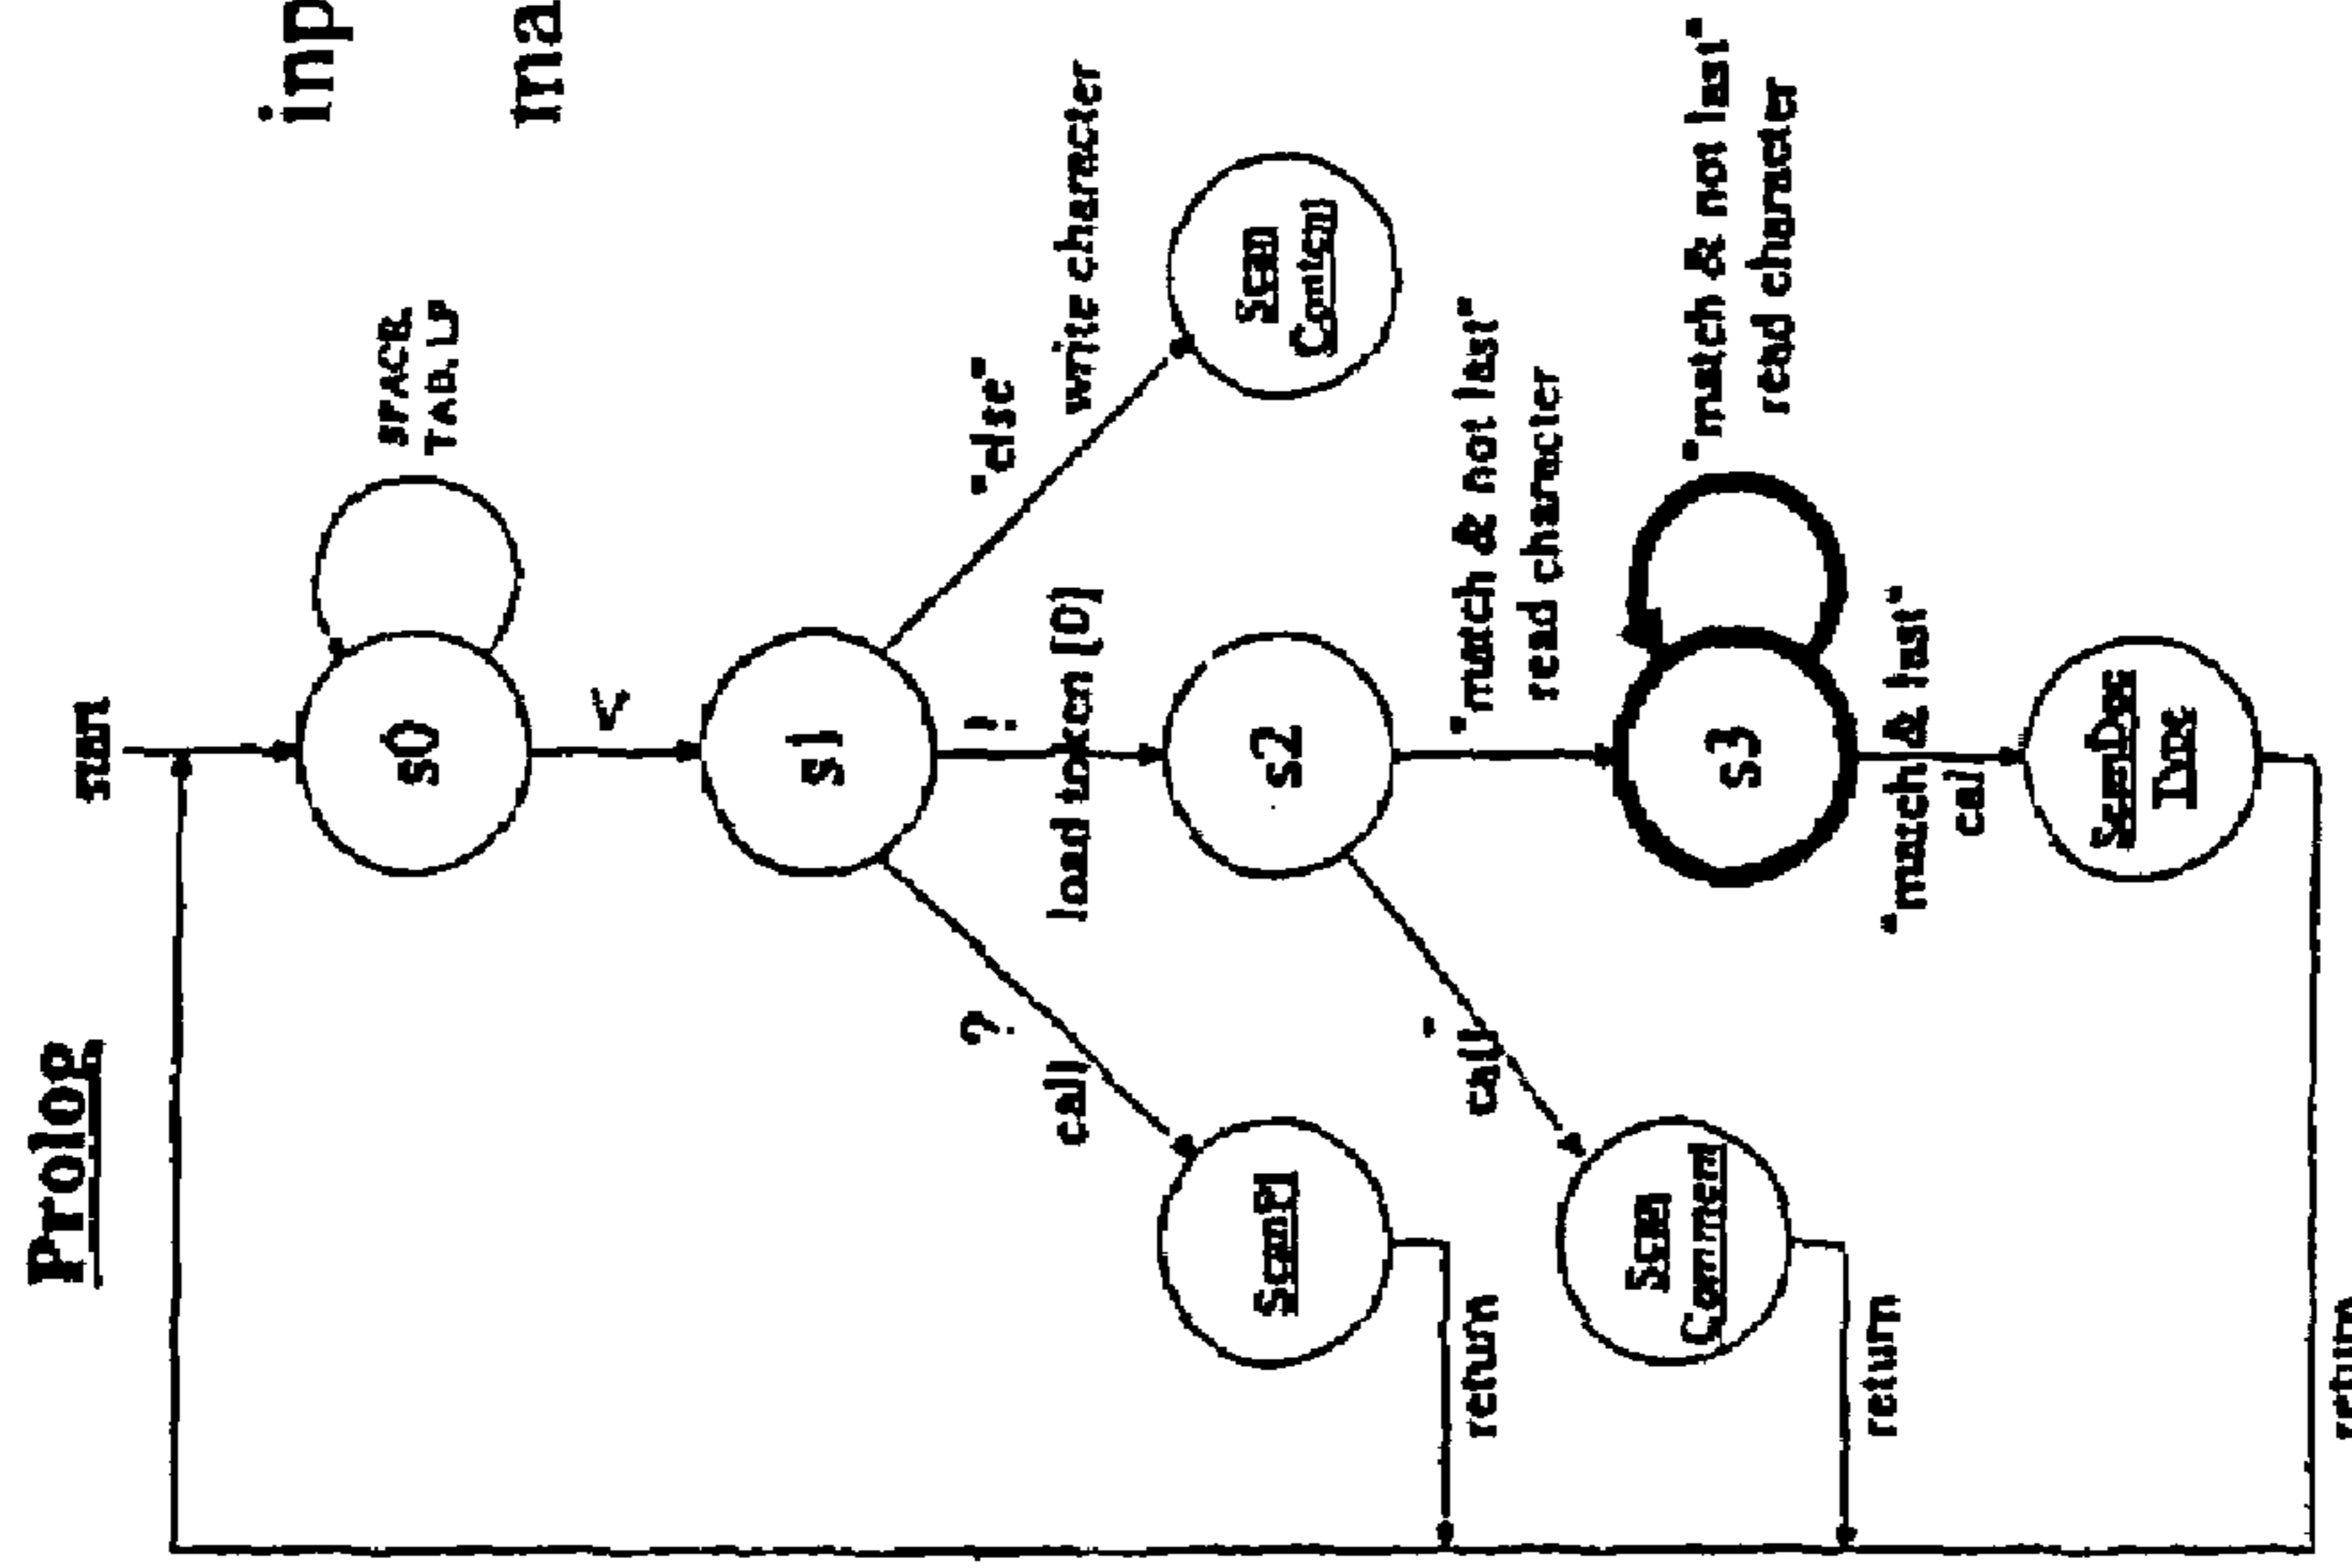 Prolog
start
inp
SPACE
TAB, LF
s0
ma
<
s1
? ! "else"
call load token [0] write character
ScanPI s2 Scan
Content
- "match & not last"
call read character
return
Scan
Comment
s3 "match & not last"
read character
return "match & last"
call
ScanDoc
return